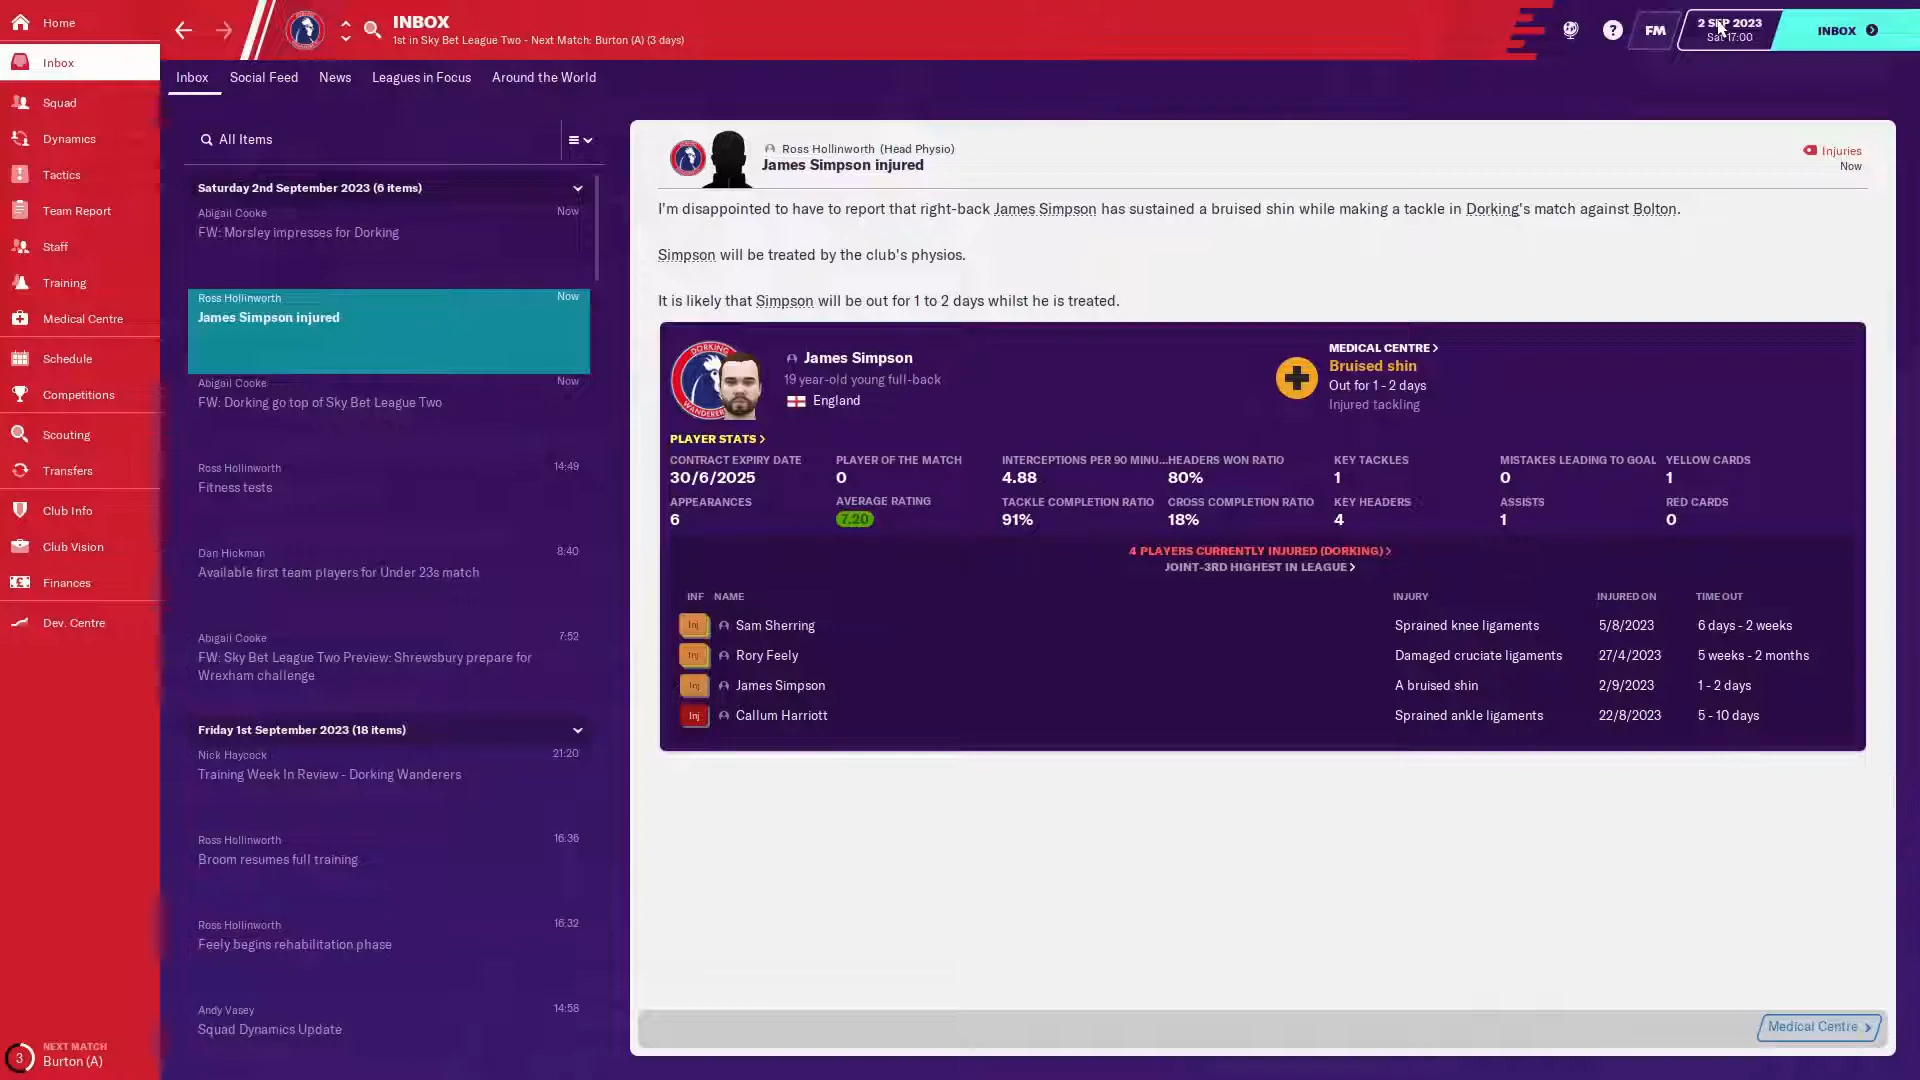 Home
Inbox
Squad
Dynamics
Tactics
Team Report
Staff
Training
Medical Centre
Schedule
Competitions
Scouting
Transfers
Club Info
Club Vision
Finances
Dev. Centre
3
NEXT MATCH
Burton (A)
INBOX
1st in Sky Bet League Two - Next Match: Burton (A) (3 days)
?
FM
2 SEP 2023
Sat 17:00
INBOX
Inbox
Social Feed
News
Leagues in Focus
Around the World
All Items
Saturday 2nd September 2023 (6 items)
Abigail Cooke
Now
FW: Morsley impresses for Dorking
Ross Hollinworth
Now
James Simpson injured
Abigail Cooke
Now
FW: Dorking go top of Sky Bet League Two
Ross Hollinworth
14:49
Fitness tests
Dan Hickman
8:40
Available first team players for Under 23s match
Abigail Cooke
7:52
FW: Sky Bet League Two Preview: Shrewsbury prepare for
Wrexham challenge
Friday 1st September 2023 (18 items)
Nick Haycock
21:20
Training Week In Review - Dorking Wanderers
Ross Hollinworth
16:36
Broom resumes full training
Ross Hollinworth
16:32
Feely begins rehabilitation phase
Andy Vasey
14:58
Squad Dynamics Update
Ross Hollinworth (Head Physio)
James Simpson injured
Injuries
Now
I'm disappointed to have to report that right-back James Simpson has sustained a bruised shin while making a tackle in Dorking's match against Bolton.
Simpson will be treated by the club's physios.
It is likely that Simpson will be out for 1 to 2 days whilst he is treated.
DORKING
WANDERERS
James Simpson
19 year-old young full-back
England
MEDICAL CENTRE >
Bruised shin
Out for 1 - 2 days
Injured tackling
PLAYER STATS >
CONTRACT EXPIRY DATE
30/6/2025
PLAYER OF THE MATCH
0
INTERCEPTIONS PER 90 MINU...
4.88
HEADERS WON RATIO
80%
KEY TACKLES
1
MISTAKES LEADING TO GOAL
0
YELLOW CARDS
1
APPEARANCES
6
AVERAGE RATING
7.20
TACKLE COMPLETION RATIO
91%
CROSS COMPLETION RATIO
18%
KEY HEADERS
4
ASSISTS
1
RED CARDS
0
4 PLAYERS CURRENTLY INJURED (DORKING) >
JOINT-3RD HIGHEST IN LEAGUE >
INF NAME INJURY INJURED ON TIME OUT
Inj Sam Sherring Sprained knee ligaments 5/8/2023 6 days - 2 weeks
Inj Rory Feely Damaged cruciate ligaments 27/4/2023 5 weeks - 2 months
Inj James Simpson A bruised shin 2/9/2023 1 - 2 days
Inj Callum Harriott Sprained ankle ligaments 22/8/2023 5 - 10 days
Medical Centre >